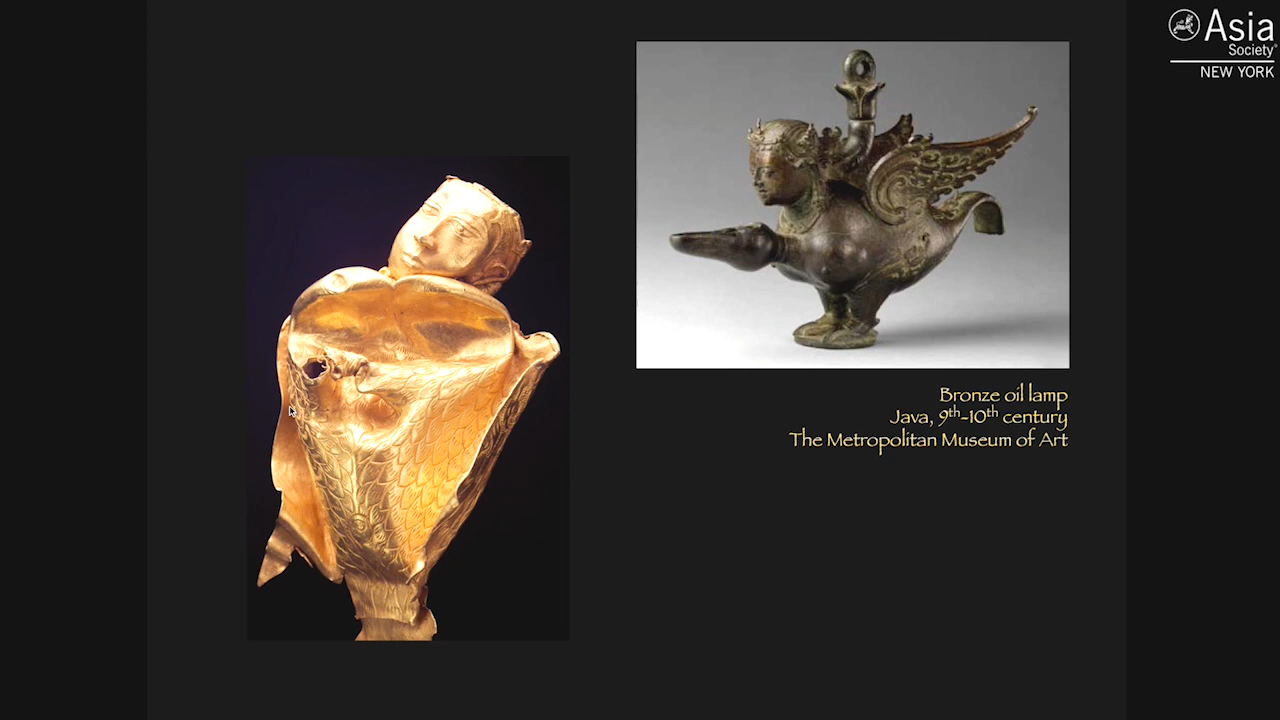 Asia
Society
NEW YORK
Bronze oil lamp
Java, 9th-10th century
The Metropolitan Museum of Art